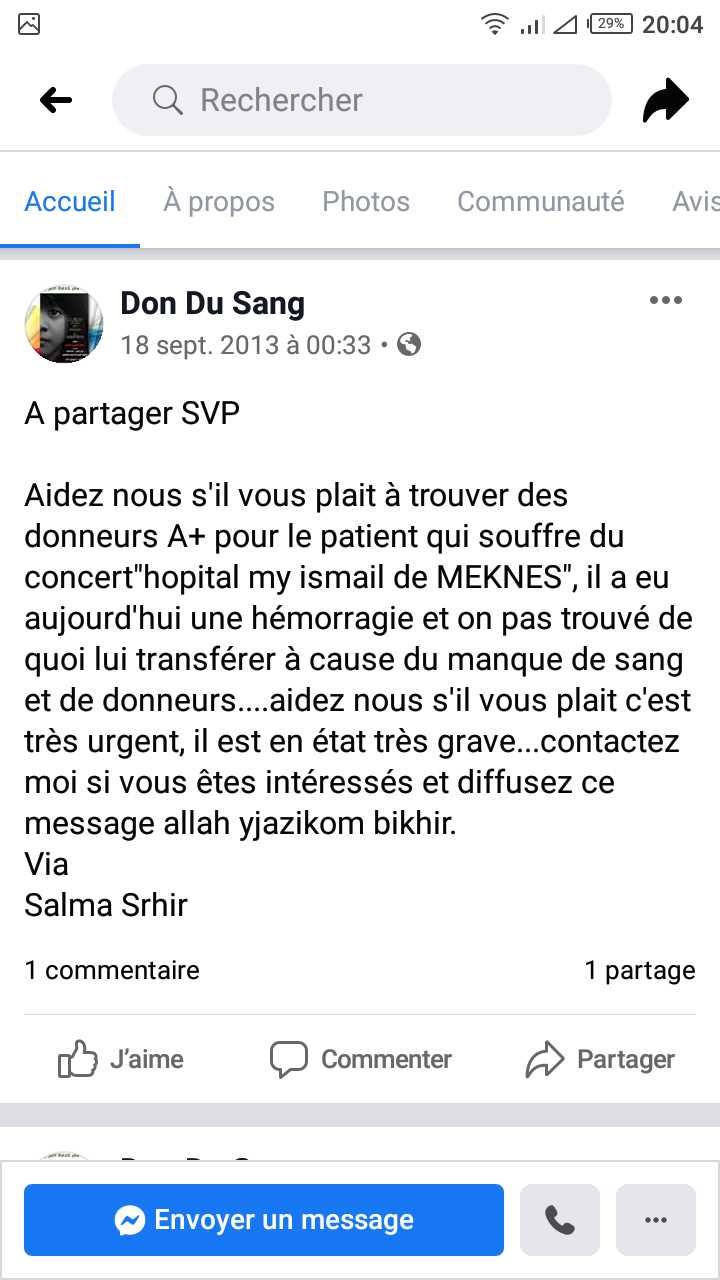 29% 20:04
Rechercher
Accueil À propos Photos Communauté Avis
Don Du Sang
18 sept. 2013 à 00:33 •
A partager SVP
Aidez nous s'il vous plait à trouver des
donneurs A+ pour le patient qui souffre du
concert"hopital my ismail de MEKNES", il a eu
aujourd'hui une hémorragie et on pas trouvé de
quoi lui transférer à cause du manque de sang
et de donneurs....aidez nous s'il vous plait c'est
très urgent, il est en état très grave...contactez
moi si vous êtes intéressés et diffusez ce
message allah yjazikom bikhir.
Via
Salma Srhir
1 commentaire 1 partage
J'aime Commenter Partager
Envoyer un message